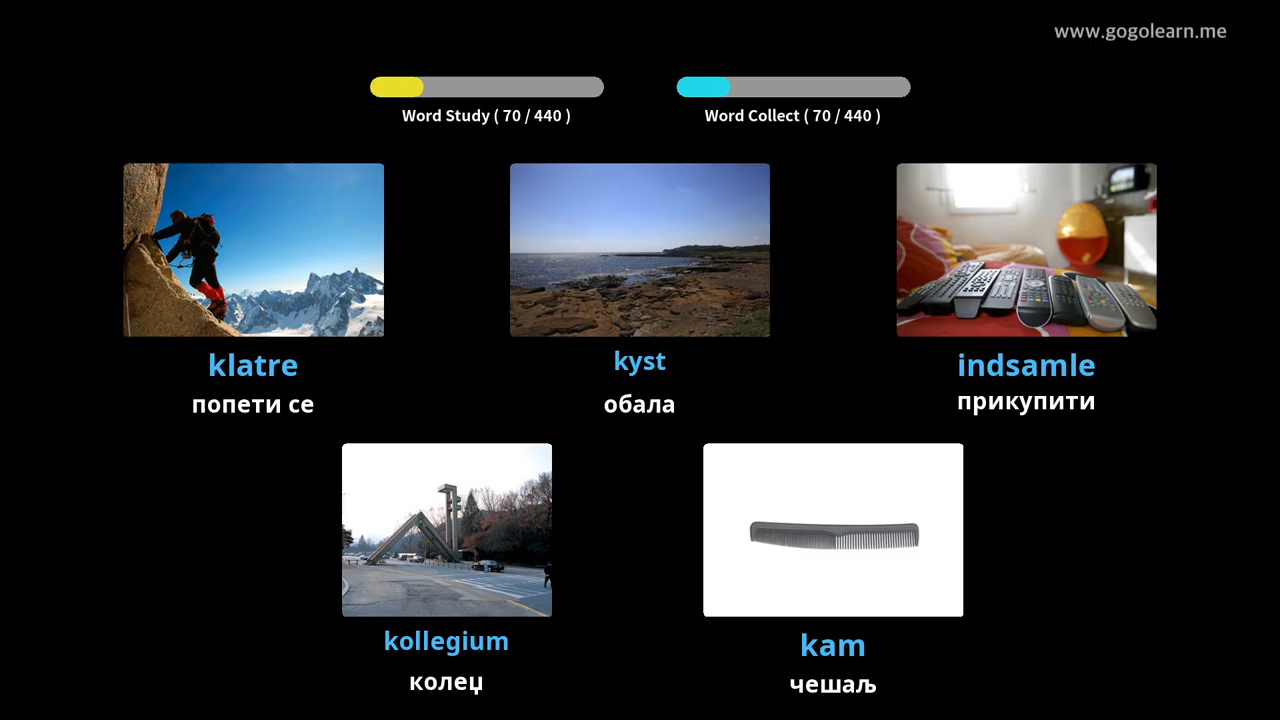 www.gogolearn.me
Word Study ( 70 / 440 )
Word Collect ( 70 / 440 )
klatre
попети се
kyst
обала
indsamle
прикупити
kollegium
колеџ
kam
чешаљ